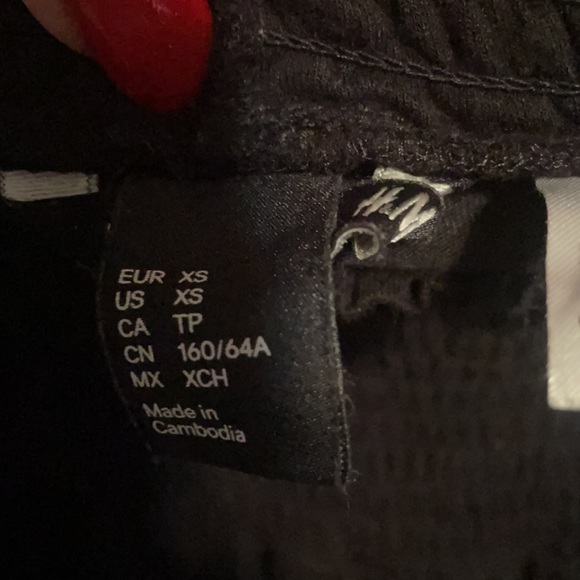 H&M
EUR XS
US XS
CA TP
CN 160/64A
MX XCH
Made in
Cambodia